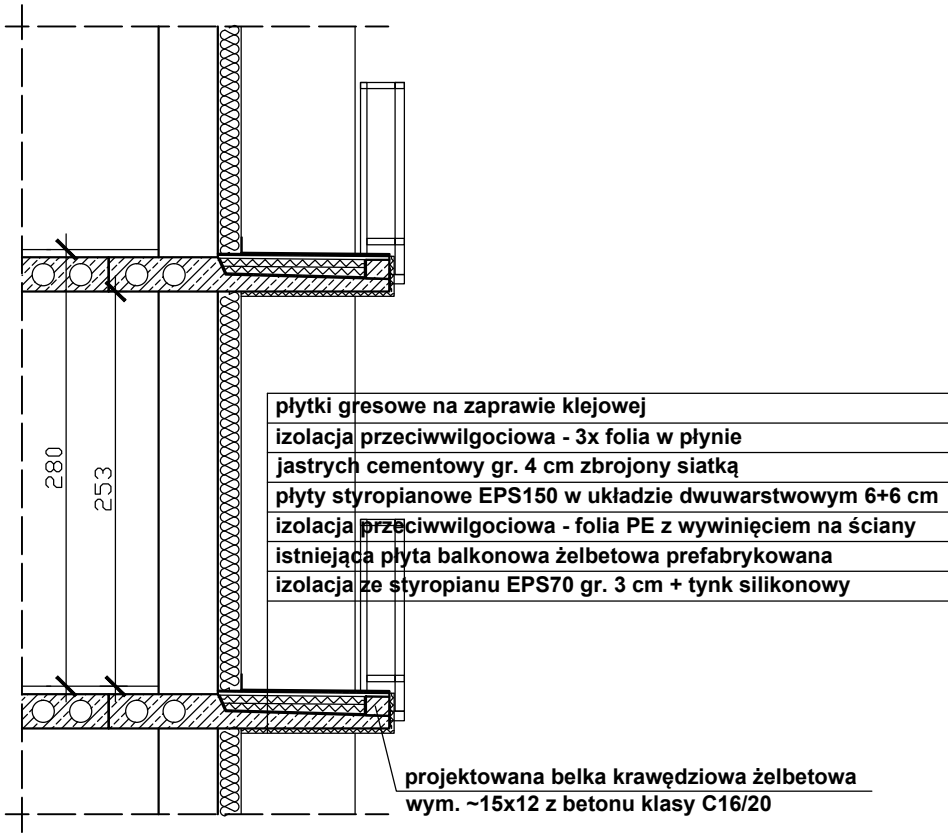 280
253
płytki gresowe na zaprawie klejowej
izolacja przeciwwilgociowa - 3x folia w płynie
jastrych cementowy gr. 4 cm zbrojony siatką
płyty styropianowe EPS150 w układzie dwuwarstwowym 6+6 cm
izolacja przeciwwilgociowa - folia PE z wywinięciem na ściany
istniejąca płyta balkonowa żelbetowa prefabrykowana
izolacja ze styropianu EPS70 gr. 3 cm + tynk silikonowy
projektowana belka krawędziowa żelbetowa
wym. ~15x12 z betonu klasy C16/20